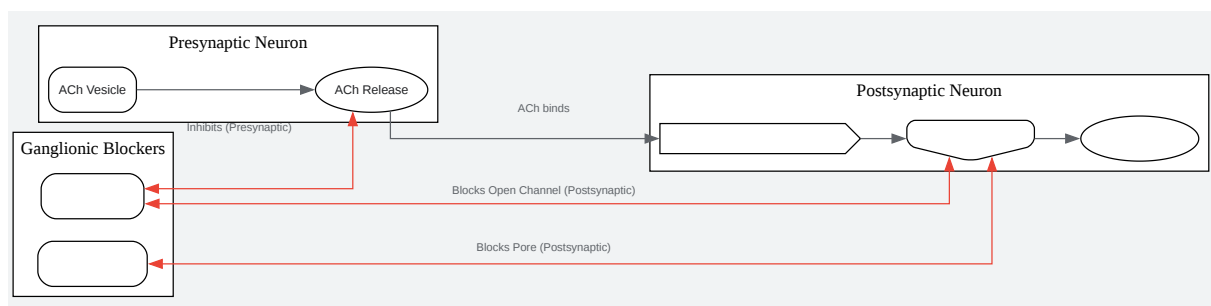 Presynaptic Neuron
ACh Vesicle
ACh Release
Inhibits (Presynaptic)
ACh binds
Postsynaptic Neuron
Ganglionic Blockers
Blocks Open Channel (Postsynaptic)
Blocks Pore (Postsynaptic)